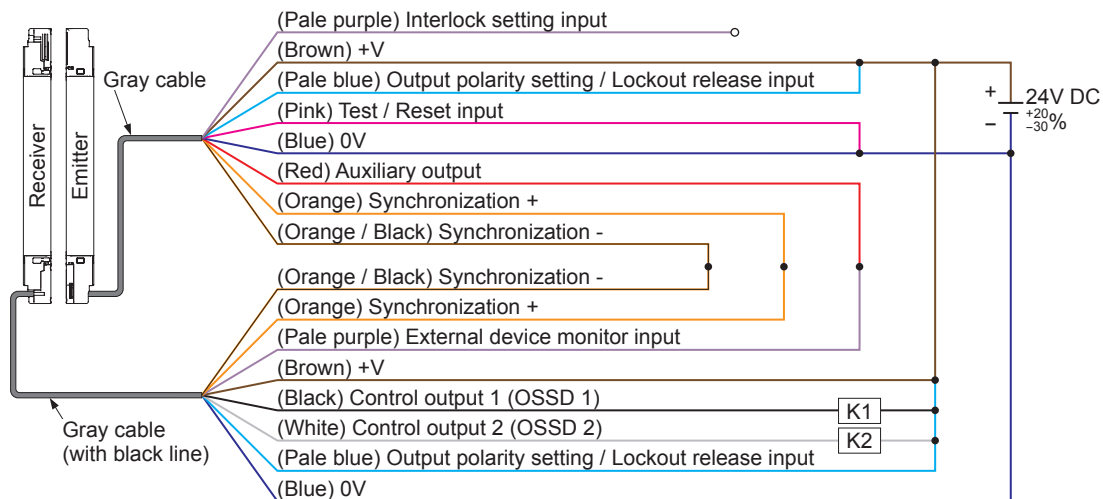 (Pale purple) Interlock setting input
(Brown) +V
Gray cable
(Pale blue) Output polarity setting / Lockout release input
(Pink) Test / Reset input
(Blue) 0V
(Red) Auxiliary output
(Orange) Synchronization +
(Orange / Black) Synchronization -
+
−
24V DC
+20
−30%
Receiver
Emitter
(Orange / Black) Synchronization -
(Orange) Synchronization +
(Pale purple) External device monitor input
(Brown) +V
(Black) Control output 1 (OSSD 1)
K1
(White) Control output 2 (OSSD 2)
K2
(Pale blue) Output polarity setting / Lockout release input
(Blue) 0V
Gray cable
(with black line)